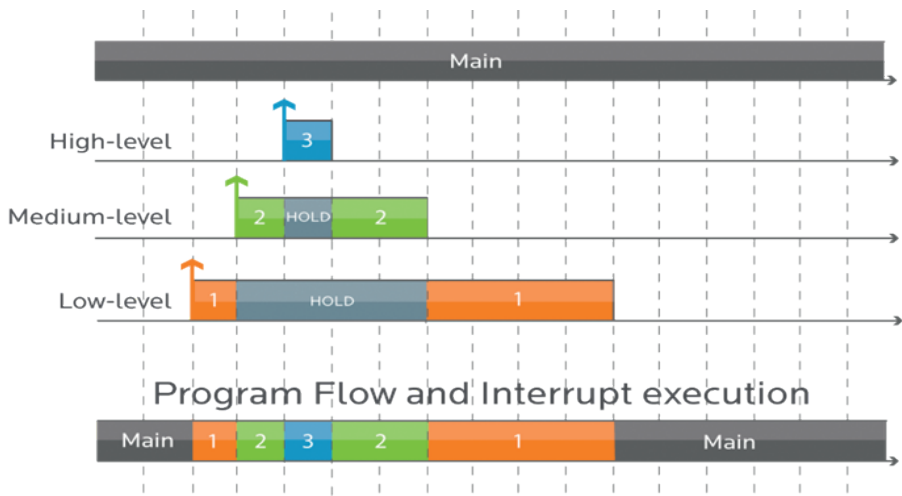 Main
High-level
3
Medium-level
2 HOLD 2
Low-level
1 HOLD 1
Program Flow and Interrupt execution
Main 1 2 3 2 1 Main